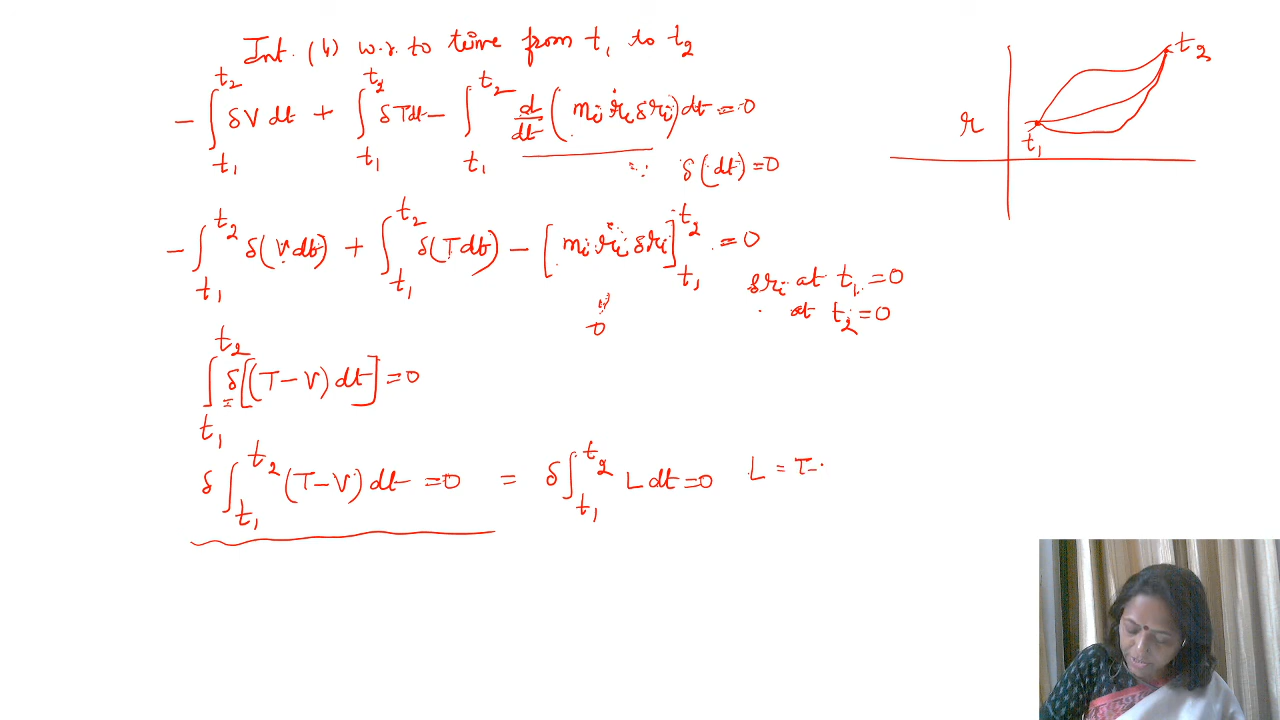 Int. (4) w.r. to time from t₁ to t₂
t₂
r
t₁
- ∫_{t₁}^{t₂} δV dt + ∫_{t₁}^{t₂} δT dt - ∫_{t₁}^{t₂} d/dt (mᵢ ṙᵢ δrᵢ) dt = 0
∵ δ(dt) = 0
- ∫_{t₁}^{t₂} δ(V dt) + ∫_{t₁}^{t₂} δ(T dt) - [mᵢ ṙᵢ δrᵢ]_{t₁}^{t₂} = 0
δrᵢ at t₁ = 0
at t₂ = 0
0
∫_{t₁}^{t₂} δ[(T - V) dt] = 0
δ ∫_{t₁}^{t₂} (T - V) dt = 0 = δ ∫_{t₁}^{t₂} L dt = 0 L = T-